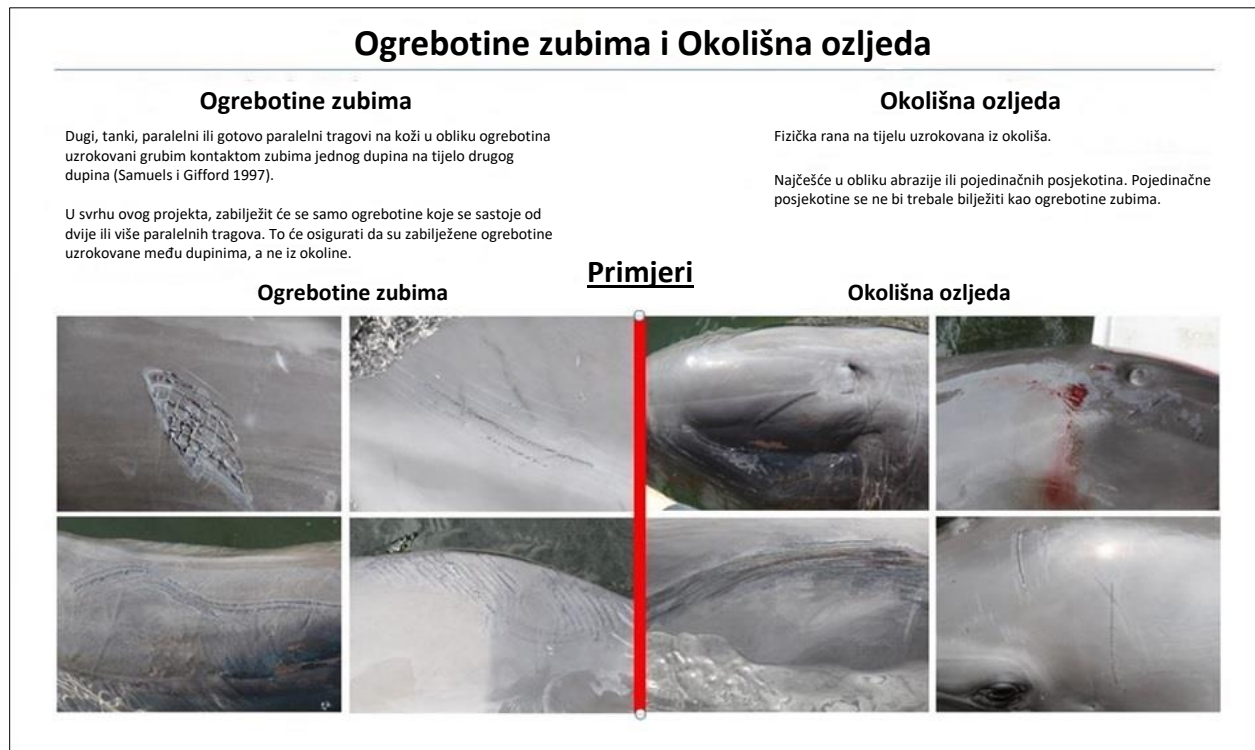 Ogrebotine zubima i Okolišna ozljeda
Ogrebotine zubima
Dugi, tanki, paralelni ili gotovo paralelni tragovi na koži u obliku ogrebotina
uzrokovani grubim kontaktom zubima jednog dupina na tijelo drugog
dupina (Samuels i Gifford 1997).
U svrhu ovog projekta, zabilježit će se samo ogrebotine koje se sastoje od
dvije ili više paralelnih tragova. To će osigurati da su zabilježene ogrebotine
uzrokovane među dupinima, a ne iz okoline.
Okolišna ozljeda
Fizička rana na tijelu uzrokovana iz okoliša.
Najčešće u obliku abrazije ili pojedinačnih posjekotina. Pojedinačne
posjekotine se ne bi trebale bilježiti kao ogrebotine zubima.
Primjeri
Ogrebotine zubima
Okolišna ozljeda